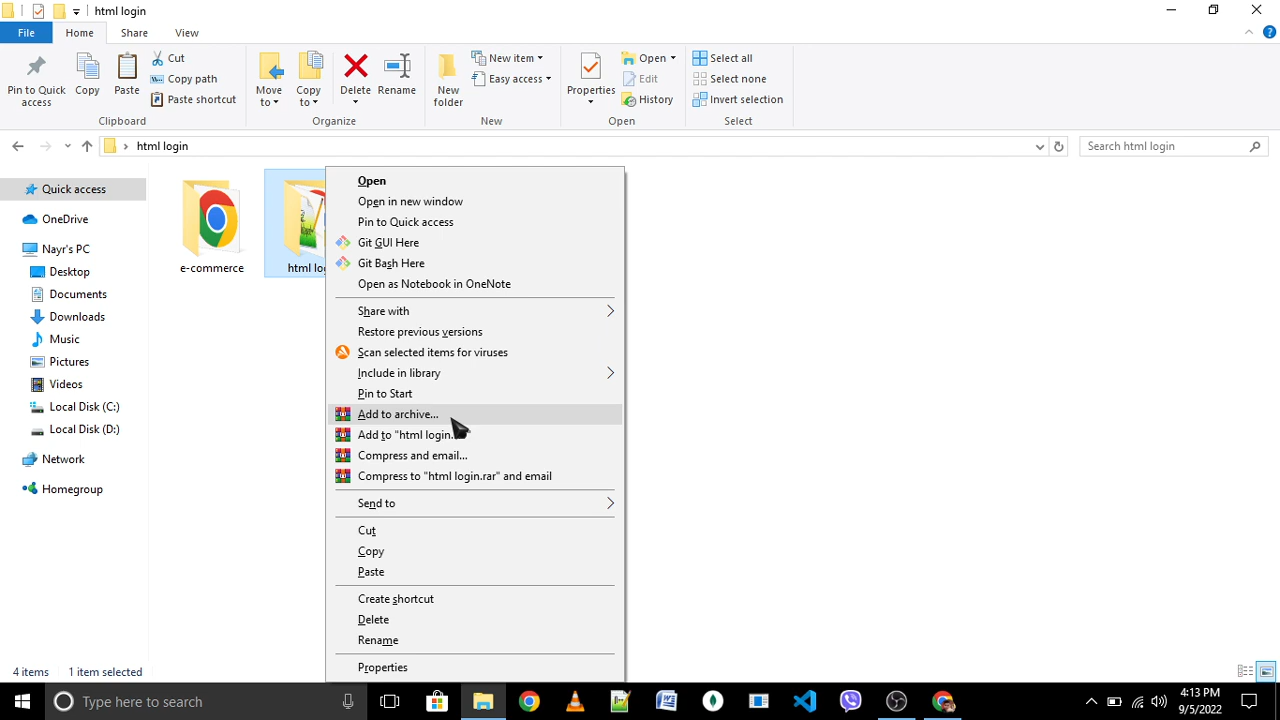 html login
File Home Share View
Pin to Quick access
Copy
Paste
Cut
Copy path
Paste shortcut
Clipboard
Move to
Copy to
Delete
Rename
Organize
New folder
New item
Easy access
New
Properties
Open
Edit
History
Open
Select all
Select none
Invert selection
Select
html login
Search html login
Quick access
OneDrive
Nayr's PC
Desktop
Documents
Downloads
Music
Pictures
Videos
Local Disk (C:)
Local Disk (D:)
Network
Homegroup
e-commerce
Open
Open in new window
Pin to Quick access
Git GUI Here
Git Bash Here
Open as Notebook in OneNote
Share with
Restore previous versions
Scan selected items for viruses
Include in library
Pin to Start
Add to archive...
Add to "html login.
Compress and email...
Compress to "html login.rar" and email
Send to
Cut
Copy
Paste
Create shortcut
Delete
Rename
Properties
4 items 1 item selected
Type here to search
4:13 PM
9/5/2022